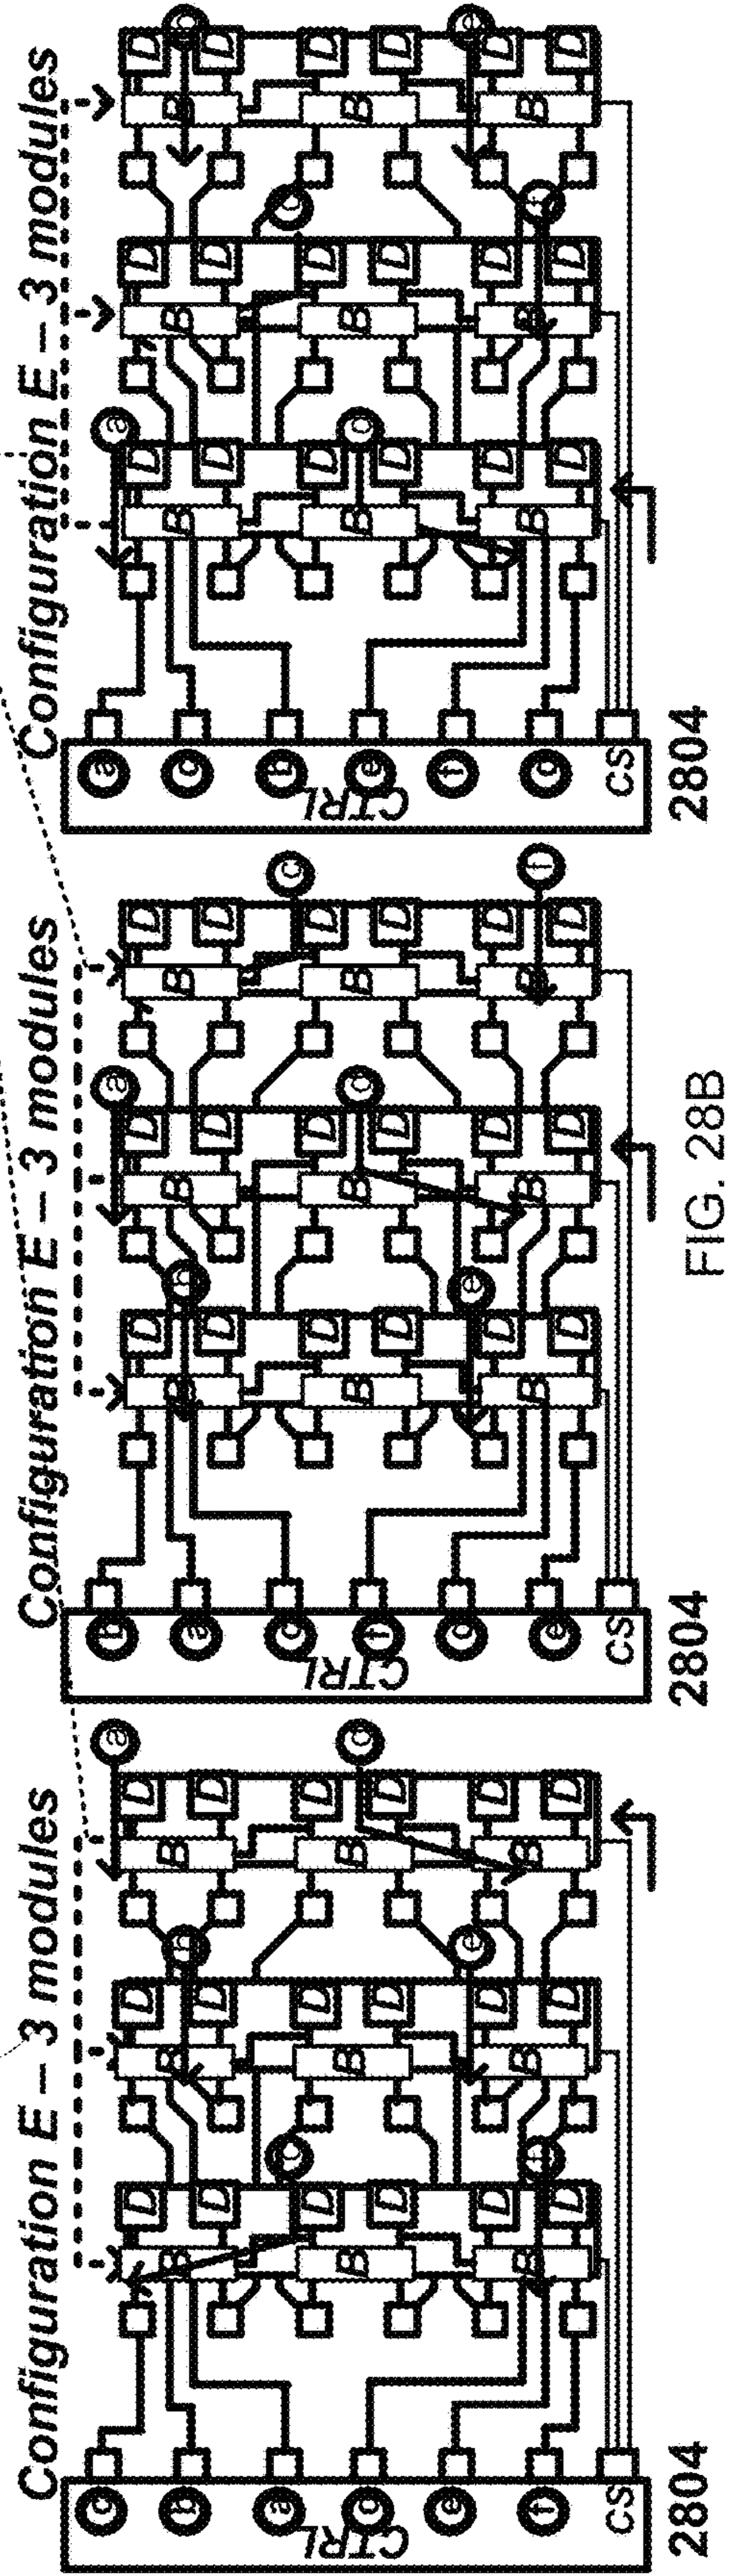 Configuration E – 3 modules
Configuration E – 3 modules
Configuration E – 3 modules
c D D D a
b B B b B
D D D
a c D D D
CTRL B B B
d D D D d
e D D e D
B B B
f f D D D
CS
2804
b D D a D
a B b B B
D D D
c D D D c
CTRL B B B
f D D d D
d D e D D
B B B
e D D D f
CS
2804
a D a D D
c B B B b
D D D
b D D c D
CTRL B B B
e D d D D
f D D D e
B B B
d D D f D
CS
2804
FIG. 28B